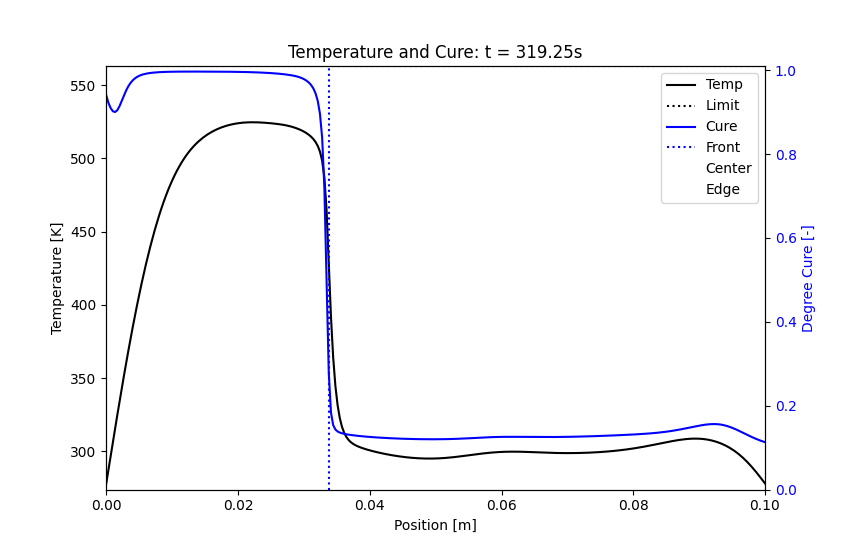 Temperature and Cure: t = 319.25s
Temperature [K]
550
500
450
400
350
300
Temp
Limit
Cure
Front
Center
Edge
1.0
0.8
0.6
0.4
0.2
0.0
Degree Cure [-]
0.00
0.02
0.04
0.06
0.08
0.10
Position [m]